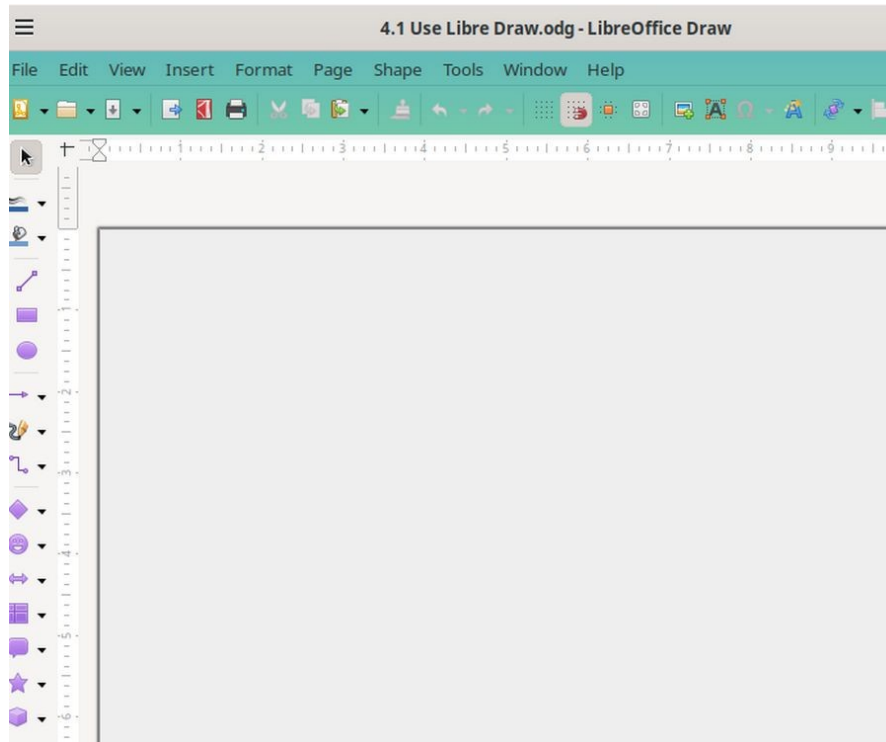 4.1 Use Libre Draw.odg - LibreOffice Draw
File Edit View Insert Format Page Shape Tools Window Help
1 2 3 4 5 6 7 8 9
1
2
3
4
5
6